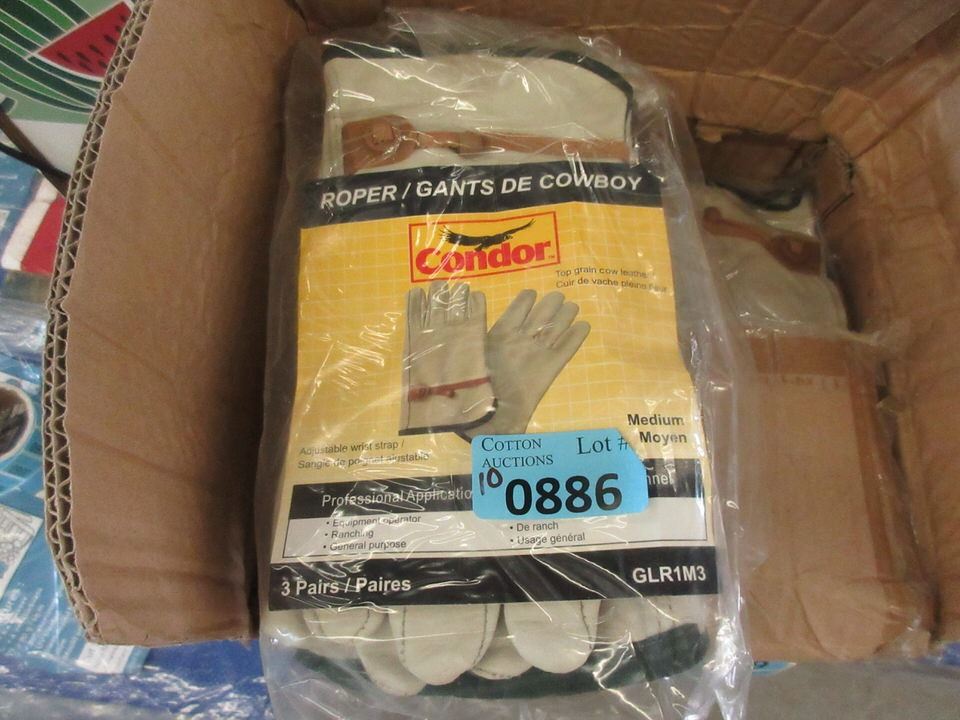 ROPER / GANTS DE COWBOY
Condor
Top grain cow leather
Cuir de vache pleine fleur
Medium
Moyen
Adjustable wrist strap /
Sangle de poignet ajustable
COTTON
AUCTIONS
Lot #
10
0886
Professional
• Equipment operator
• Ranching
• General purpose
• De ranch
• Usage général
3 Pairs / Paires
GLR1M3